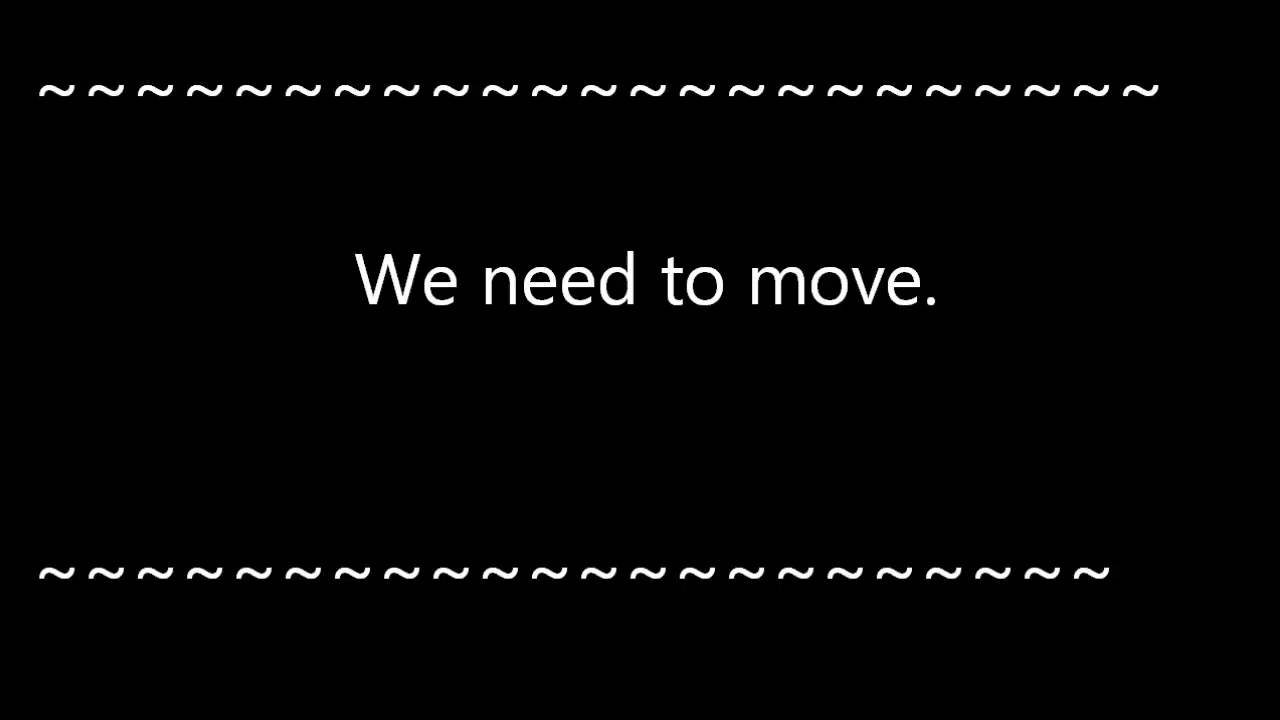 ~ ~ ~ ~ ~ ~ ~ ~ ~ ~ ~ ~ ~ ~ ~ ~ ~ ~ ~ ~ ~ ~ ~
We need to move.
~ ~ ~ ~ ~ ~ ~ ~ ~ ~ ~ ~ ~ ~ ~ ~ ~ ~ ~ ~ ~ ~